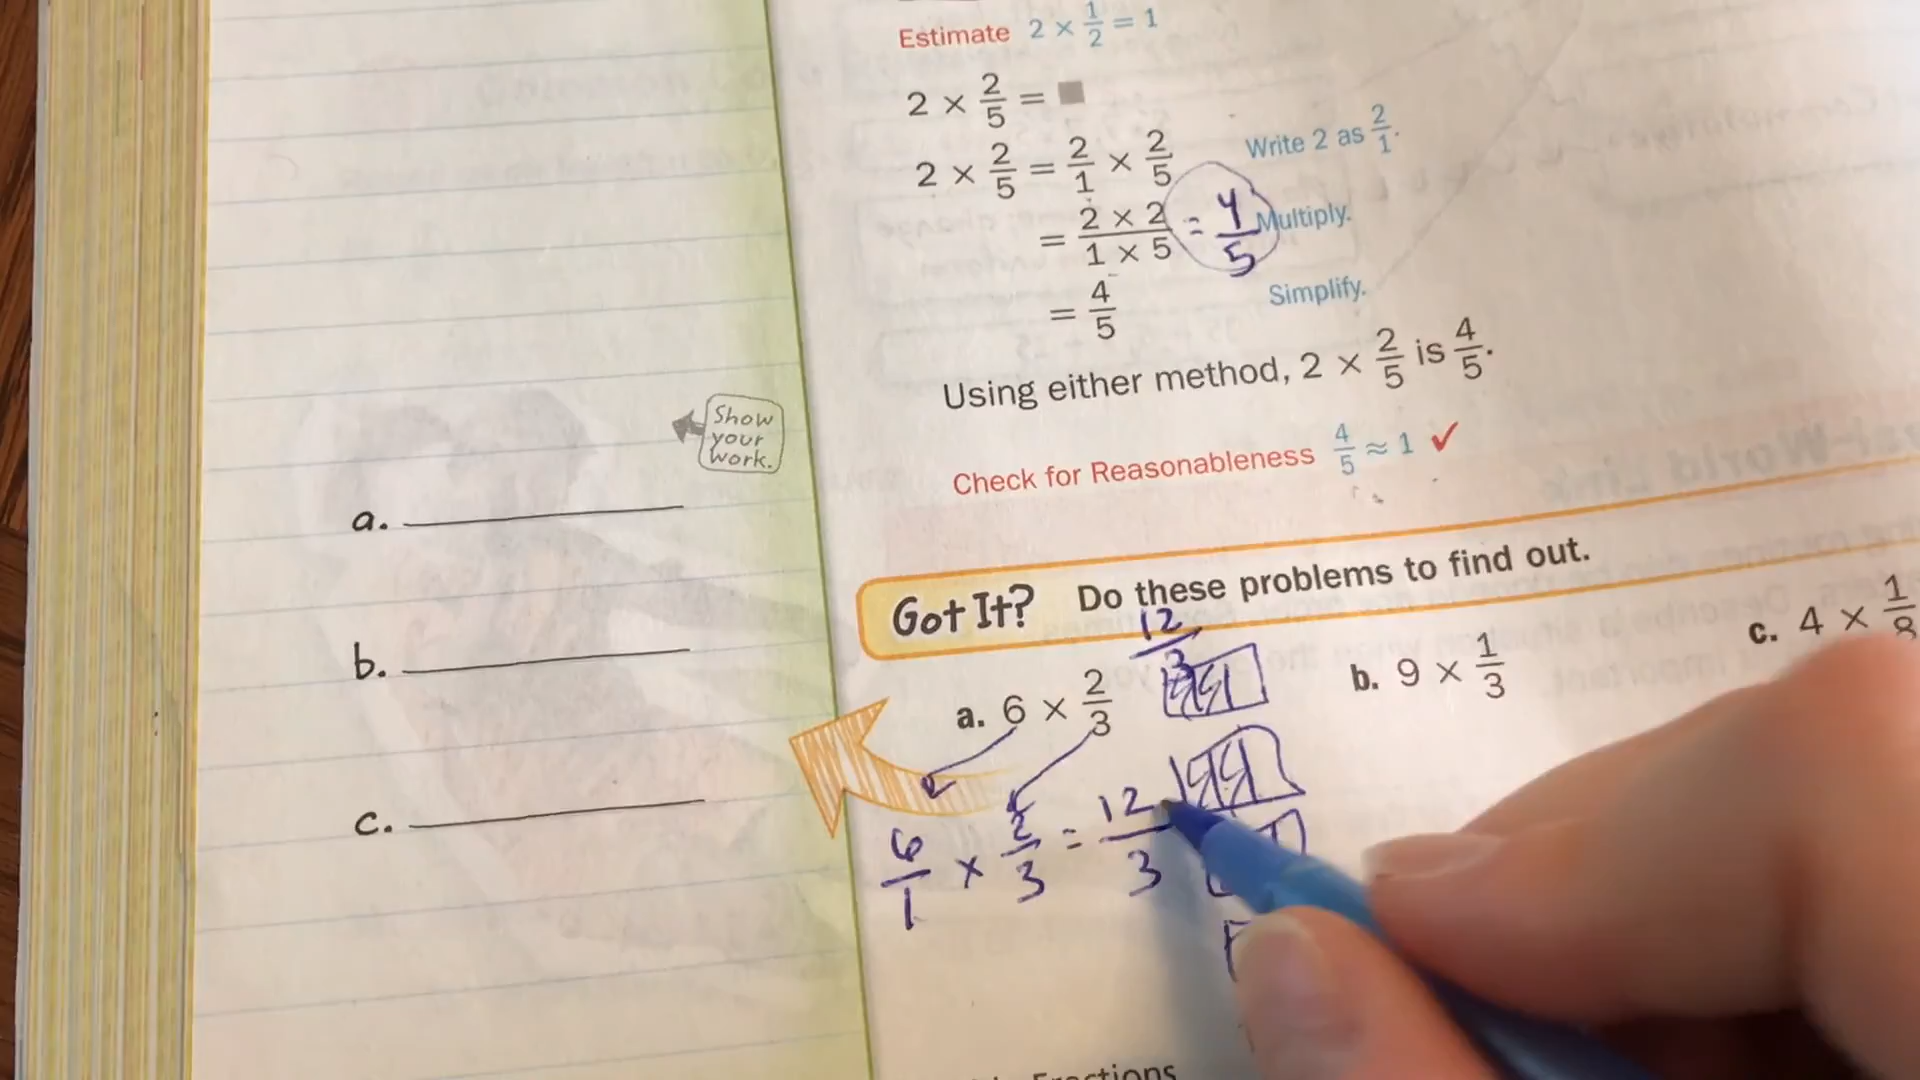 Estimate 2 × 1/2 = 1
2 × 2/5 = ■
2 × 2/5 = 2/1 × 2/5 Write 2 as 2/1.
= 2 × 2 / 1 × 5 = 4/5 Multiply.
= 4/5 Simplify.
Using either method, 2 × 2/5 is 4/5.
Check for Reasonableness 4/5 ≈ 1 ✓
Show
your
work.
a.
b.
c.
Got It? Do these problems to find out.
12/3
a. 6 × 2/3 b. 9 × 1/3 c. 4 × 1/8
6/1 × 2/3 = 12/3